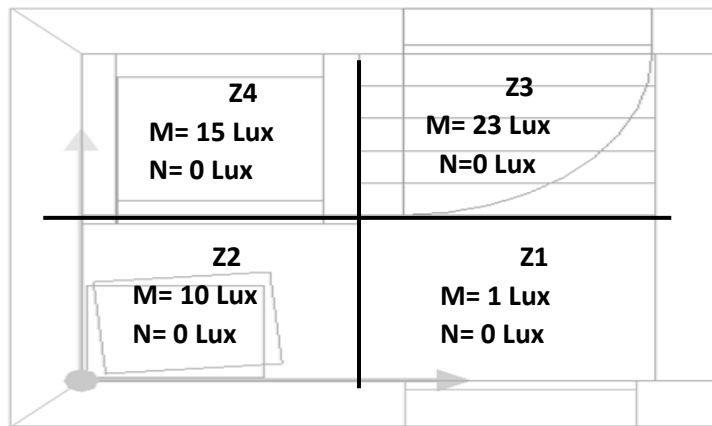 Z4
M= 15 Lux
N= 0 Lux
Z3
M= 23 Lux
N=0 Lux
Z2
M= 10 Lux
N= 0 Lux
Z1
M= 1 Lux
N= 0 Lux